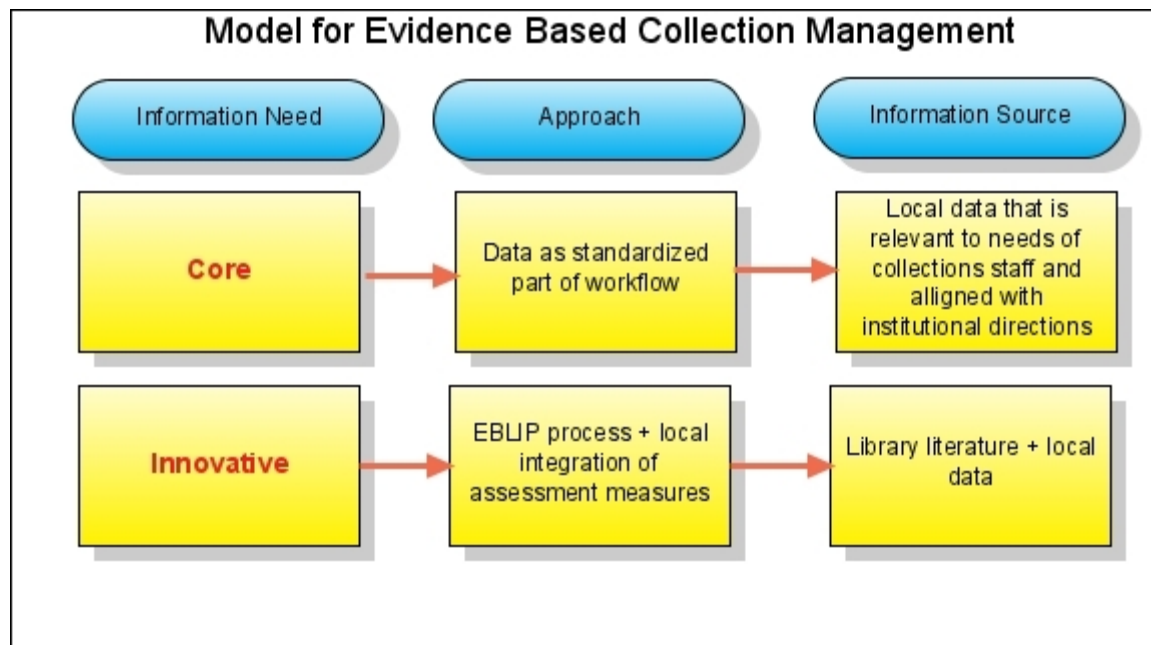 Model for Evidence Based Collection Management
Information Need
Approach
Information Source
Core
Data as standardized
part of workflow
Local data that is
relevant to needs of
collections staff and
alligned with
institutional directions
Innovative
EBLIP process + local
integration of
assessment measures
Library literature + local
data